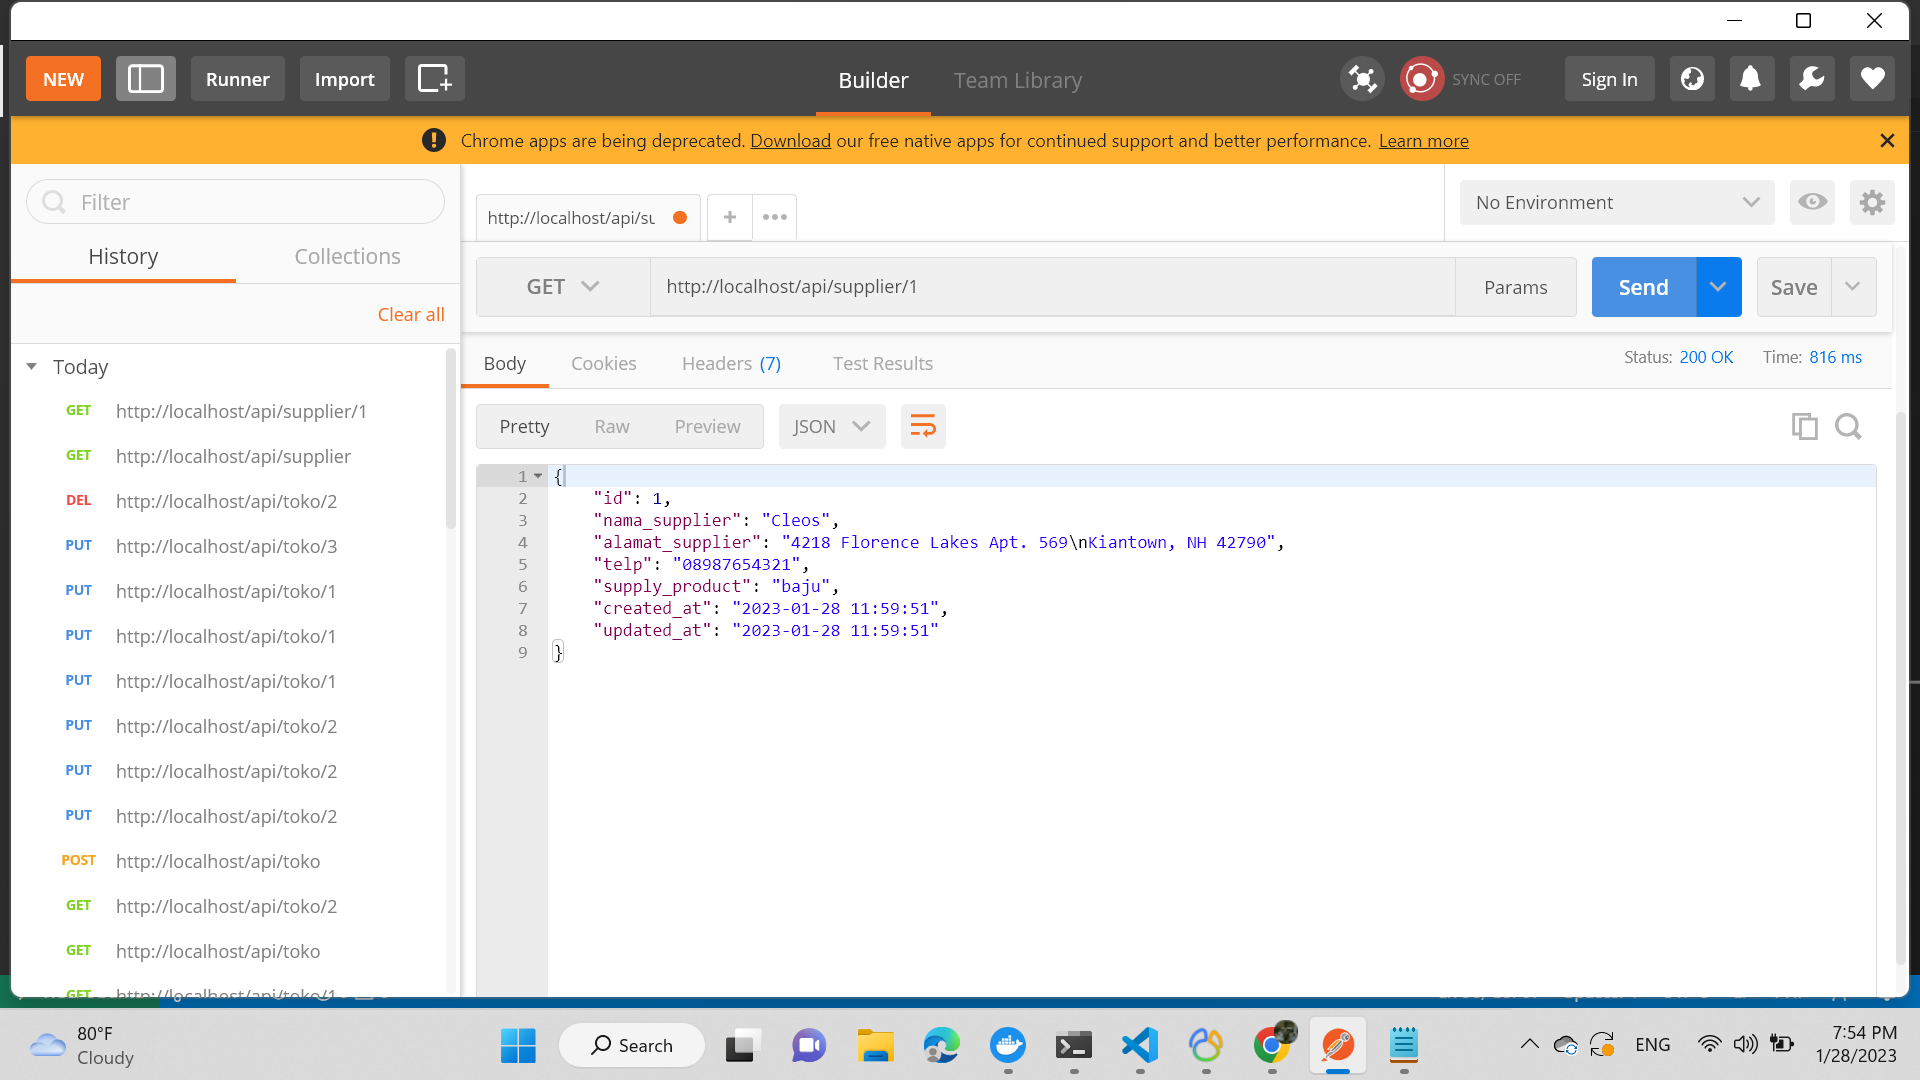 NEW
Runner
Import
Builder
Team Library
SYNC OFF
Sign In
Chrome apps are being deprecated. Download our free native apps for continued support and better performance. Learn more
Filter
History
Collections
Clear all
Today
GET http://localhost/api/supplier/1
GET http://localhost/api/supplier
DEL http://localhost/api/toko/2
PUT http://localhost/api/toko/3
PUT http://localhost/api/toko/1
PUT http://localhost/api/toko/1
PUT http://localhost/api/toko/1
PUT http://localhost/api/toko/2
PUT http://localhost/api/toko/2
PUT http://localhost/api/toko/2
POST http://localhost/api/toko
GET http://localhost/api/toko/2
GET http://localhost/api/toko
GET http://localhost/api/toko/1
http://localhost/api/su
No Environment
GET
http://localhost/api/supplier/1
Params
Send
Save
Body
Cookies
Headers (7)
Test Results
Status: 200 OK
Time: 816 ms
Pretty
Raw
Preview
JSON
1 {
2 "id": 1,
3 "nama_supplier": "Cleos",
4 "alamat_supplier": "4218 Florence Lakes Apt. 569\nKiantown, NH 42790",
5 "telp": "08987654321",
6 "supply_product": "baju",
7 "created_at": "2023-01-28 11:59:51",
8 "updated_at": "2023-01-28 11:59:51"
9 }
80°F
Cloudy
Search
ENG
7:54 PM
1/28/2023